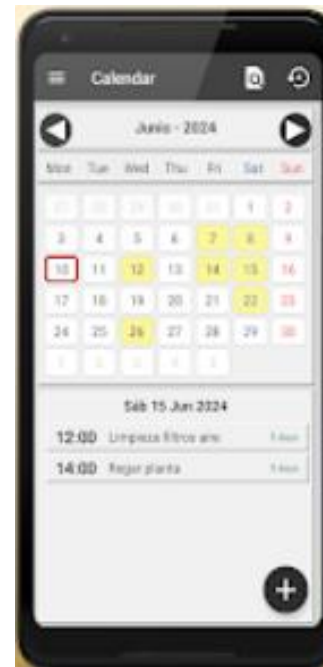 Calendar
Junio - 2024
Mon Tue Wed Thu Fri Sat Sun
1 2
3 4 5 6 7 8 9
10 11 12 13 14 15 16
17 18 19 20 21 22 23
24 25 26 27 28 29 30
Sáb 15 Jun 2024
12:00 Limpieza filtros aire
14:00 Regar planta